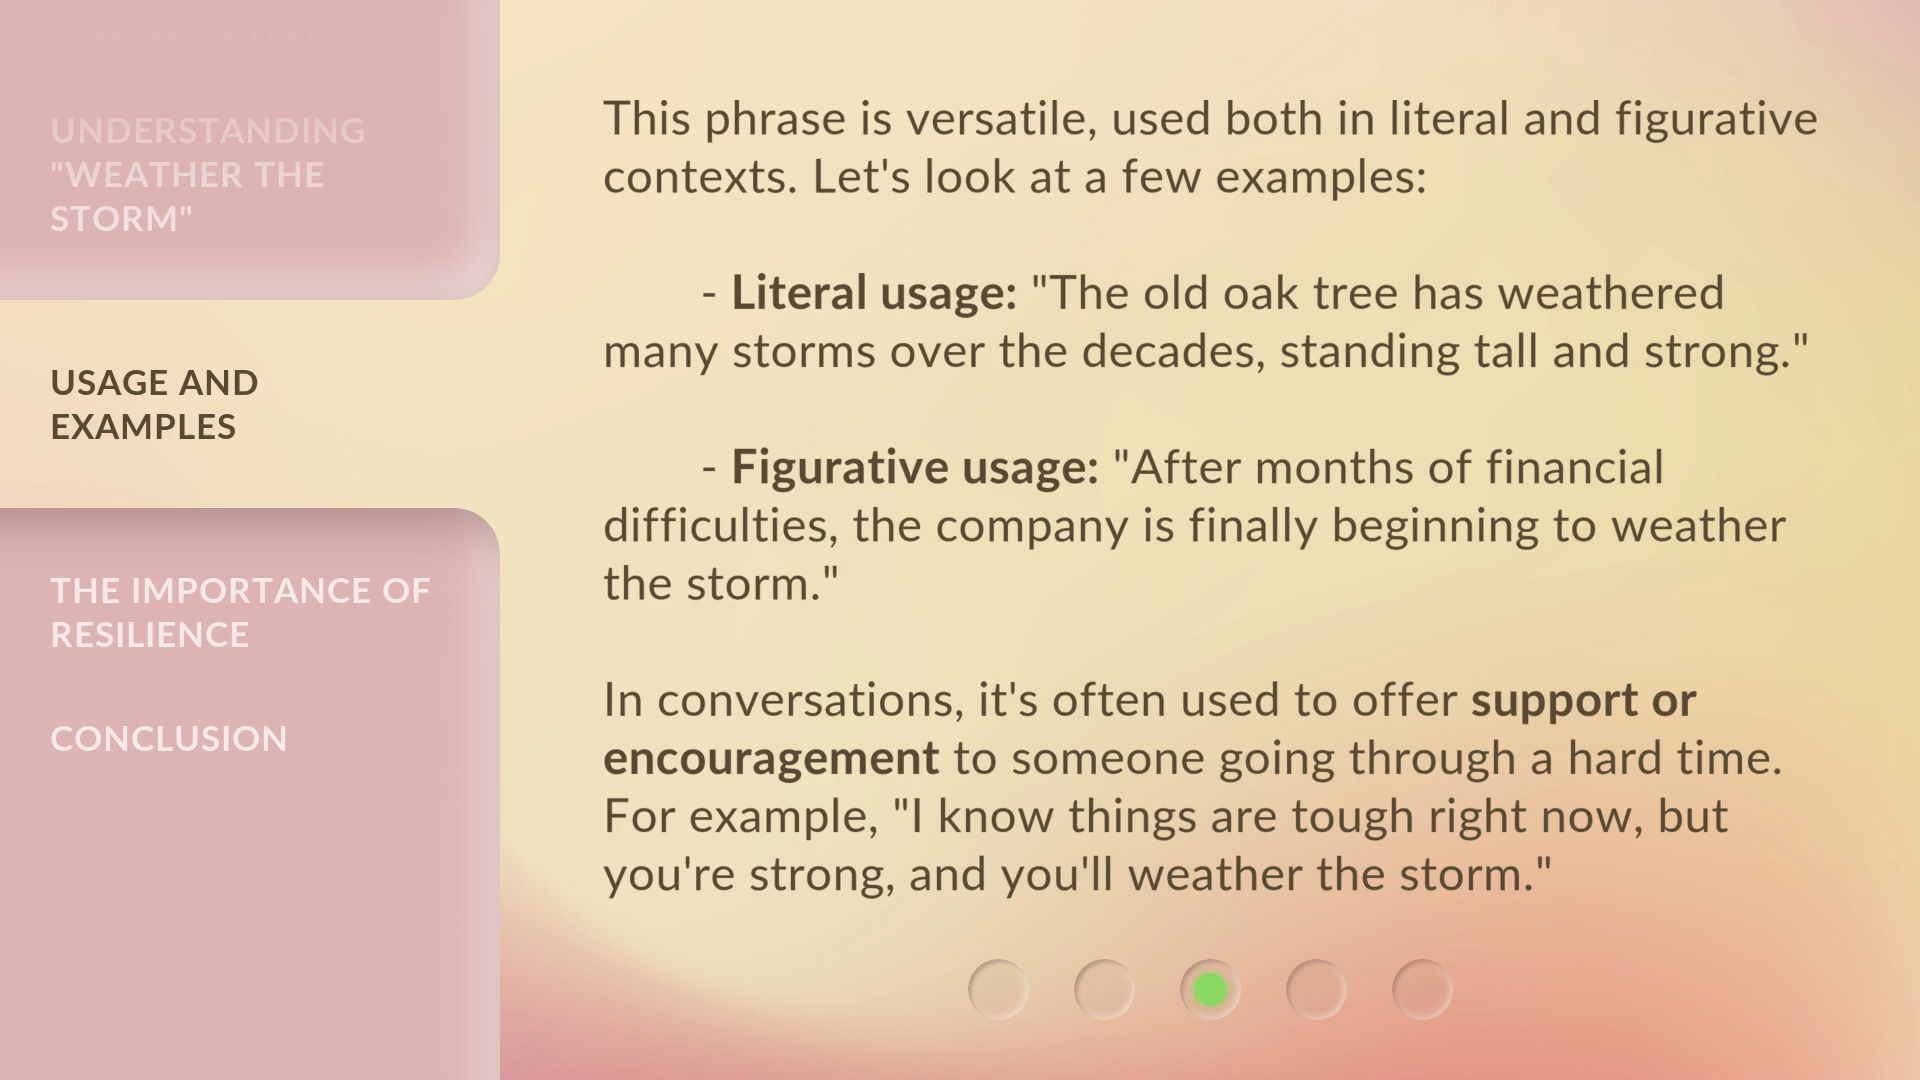 INTRODUCTION
UNDERSTANDING
"WEATHER THE
STORM"
USAGE AND
EXAMPLES
THE IMPORTANCE OF
RESILIENCE
CONCLUSION
This phrase is versatile, used both in literal and figurative
contexts. Let's look at a few examples:
- Literal usage: "The old oak tree has weathered
many storms over the decades, standing tall and strong."
- Figurative usage: "After months of financial
difficulties, the company is finally beginning to weather
the storm."
In conversations, it's often used to offer support or
encouragement to someone going through a hard time.
For example, "I know things are tough right now, but
you're strong, and you'll weather the storm."